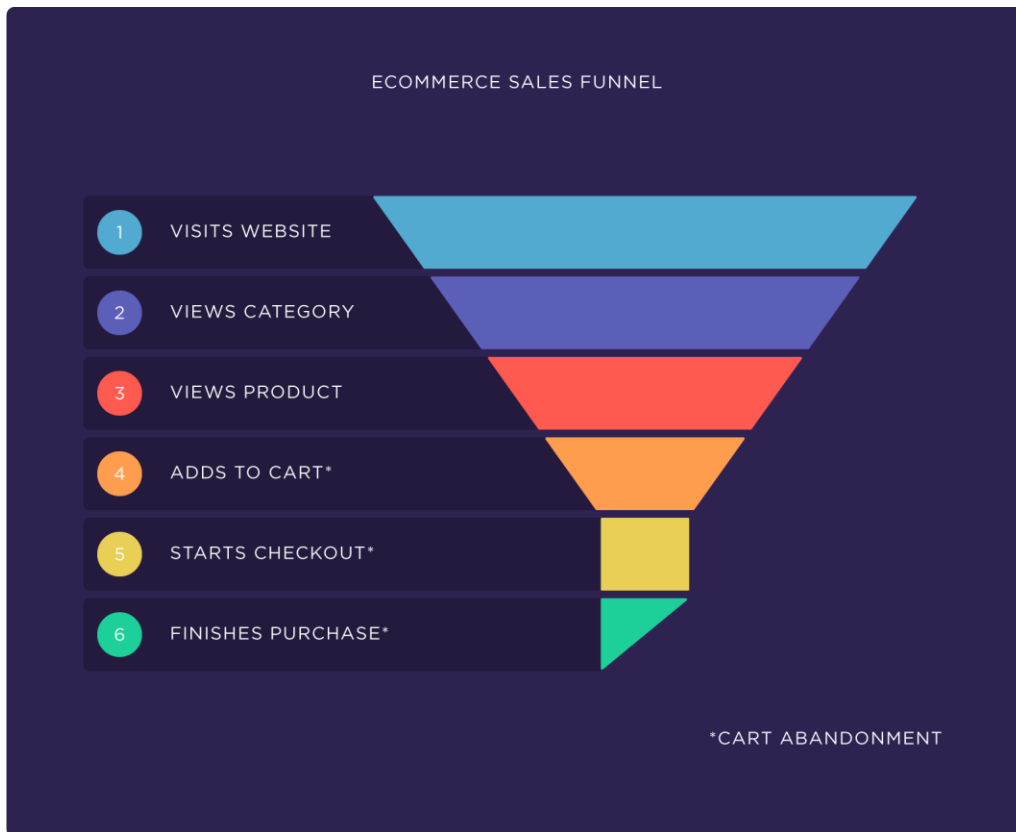 ECOMMERCE SALES FUNNEL
1 VISITS WEBSITE
2 VIEWS CATEGORY
3 VIEWS PRODUCT
4 ADDS TO CART*
5 STARTS CHECKOUT*
6 FINISHES PURCHASE*
*CART ABANDONMENT